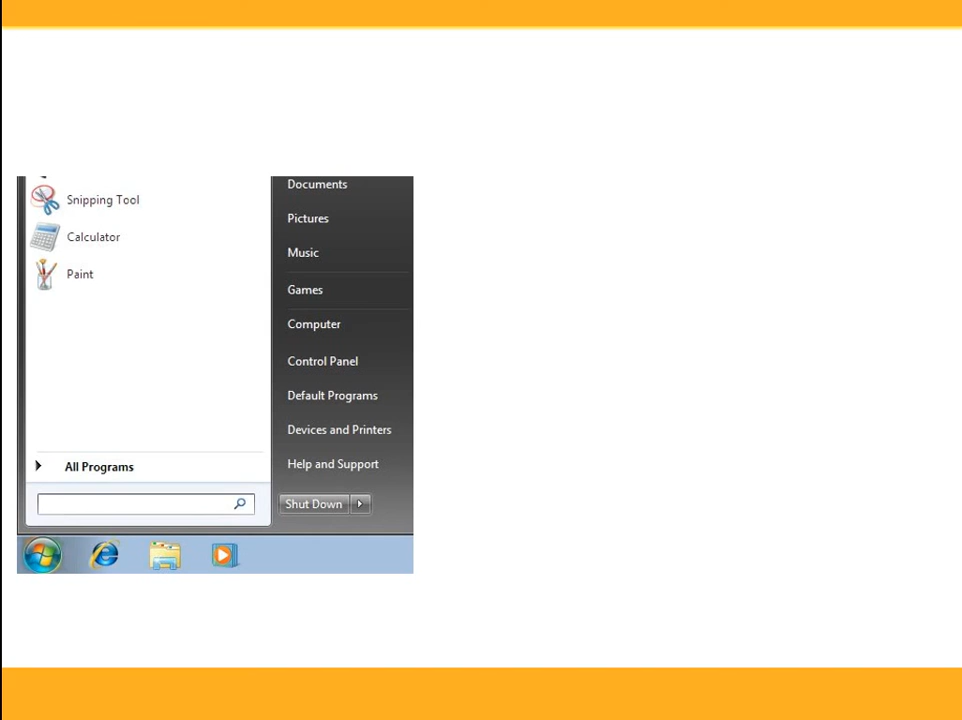 Snipping Tool
Calculator
Paint
All Programs
Documents
Pictures
Music
Games
Computer
Control Panel
Default Programs
Devices and Printers
Help and Support
Shut Down